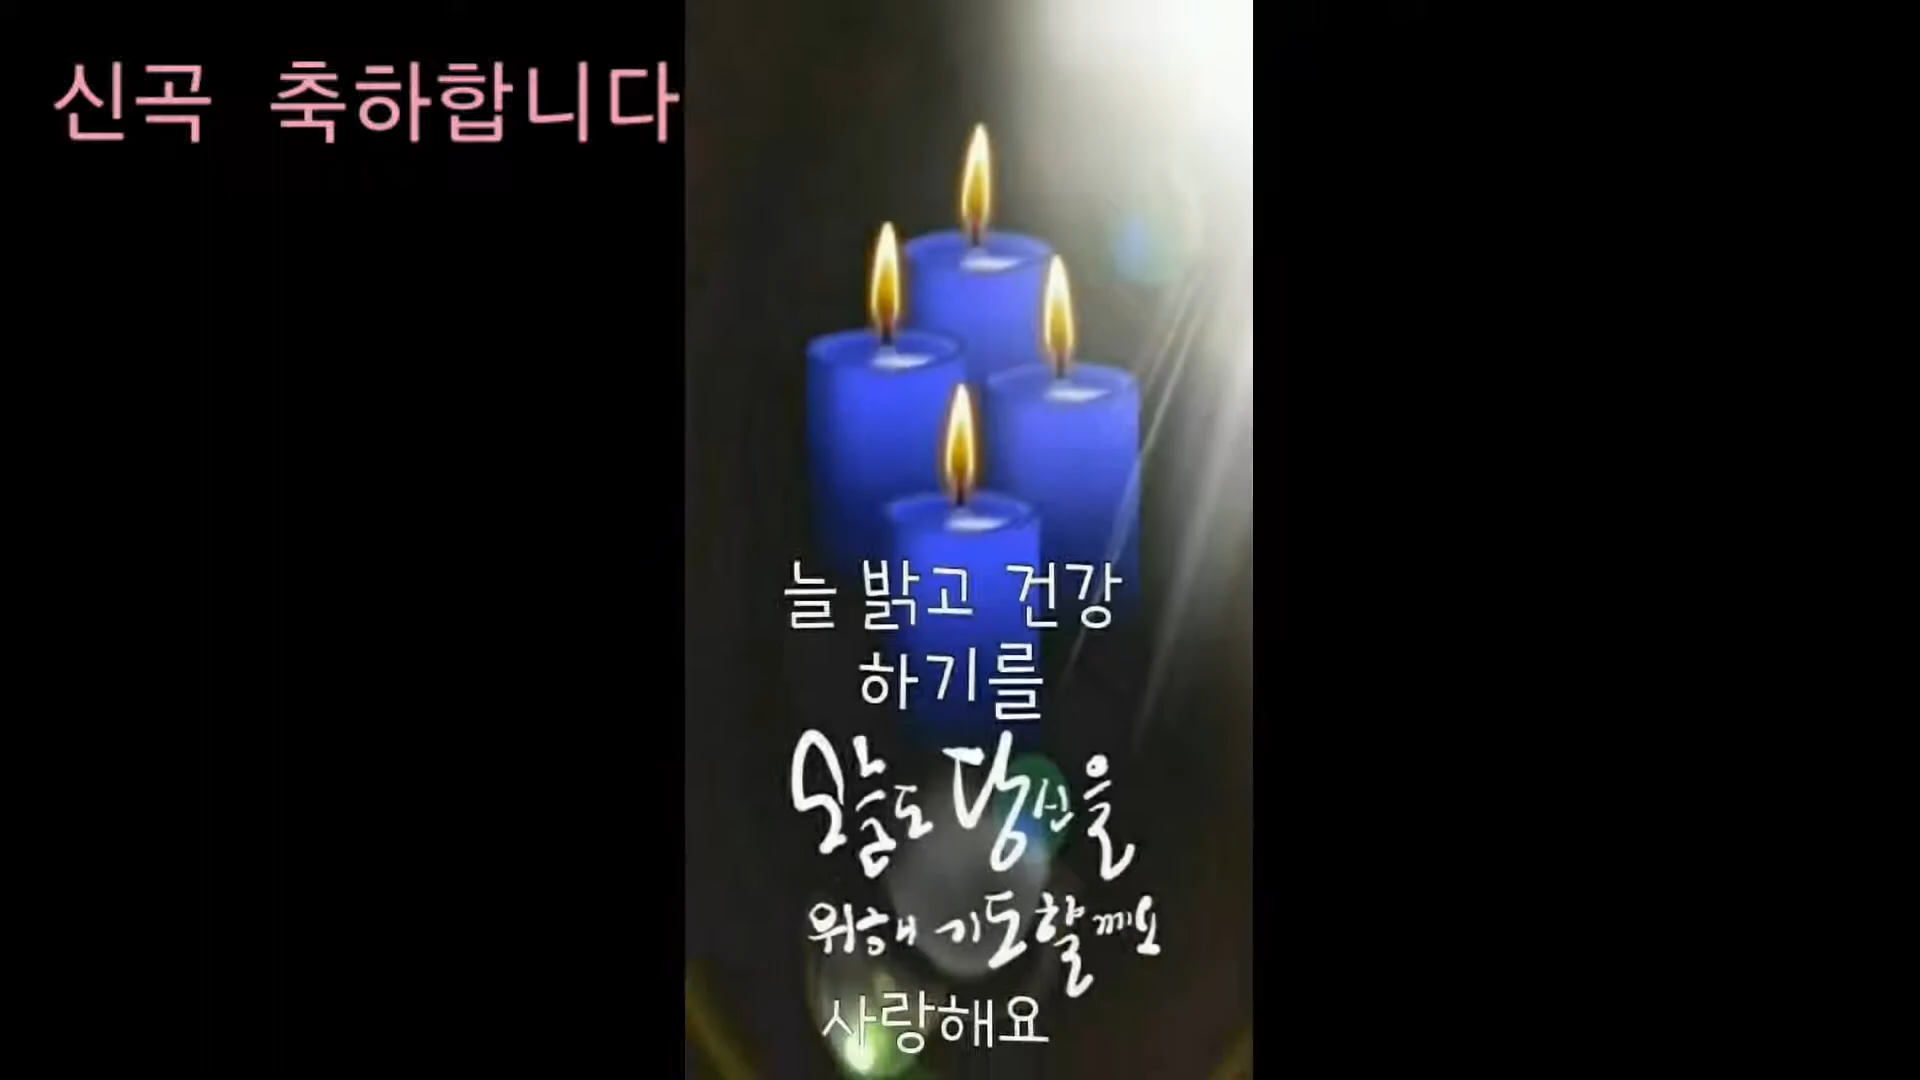 신곡 축하합니다
늘 밝고 건강
하기를
오늘도 당신을
위해 기도할께요
사랑해요